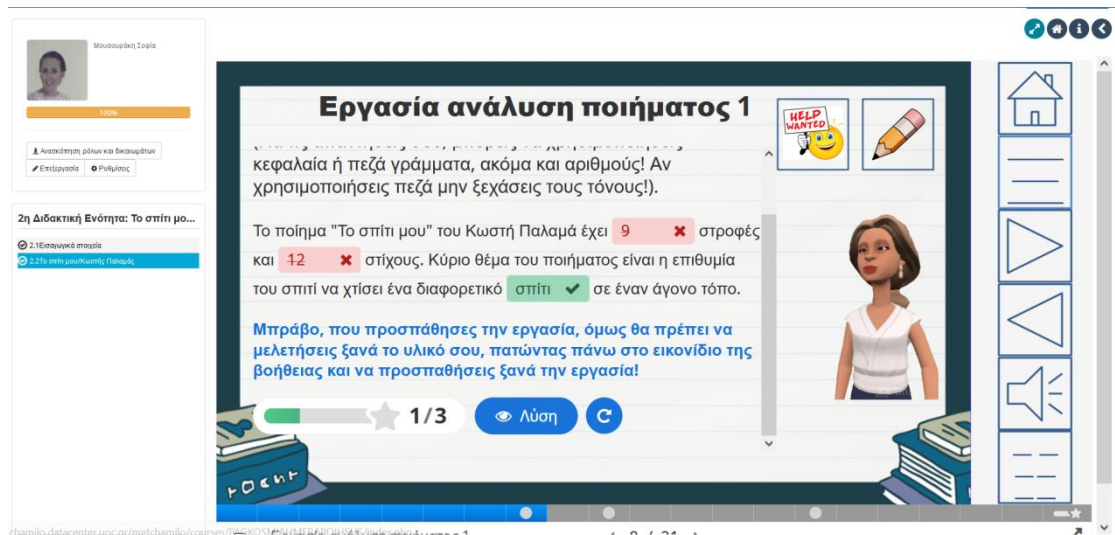 Μουσουράκη Σοφία
100%
Ανασκόπηση ρόλων και δικαιωμάτων
Επεξεργασία Ρυθμίσεις
2η Διδακτική Ενότητα: Το σπίτι μο...
2.1Εισαγωγικά στοιχεία
2.2Το σπίτι μου/Κωστής Παλαμάς
Εργασία ανάλυση ποιήματος 1
HELP
WANTED
κεφαλαία ή πεζά γράμματα, ακόμα και αριθμούς! Αν
χρησιμοποιήσεις πεζά μην ξεχάσεις τους τόνους!).
Το ποίημα "Το σπίτι μου" του Κωστή Παλαμά έχει 9 στροφές
και 12 στίχους. Κύριο θέμα του ποιήματος είναι η επιθυμία
του σπιτί να χτίσει ένα διαφορετικό σπίτι σε έναν άγονο τόπο.
Μπράβο, που προσπάθησες την εργασία, όμως θα πρέπει να
μελετήσεις ξανά το υλικό σου, πατώντας πάνω στο εικονίδιο της
βοήθειας και να προσπαθήσεις ξανά την εργασία!
1/3
Λύση